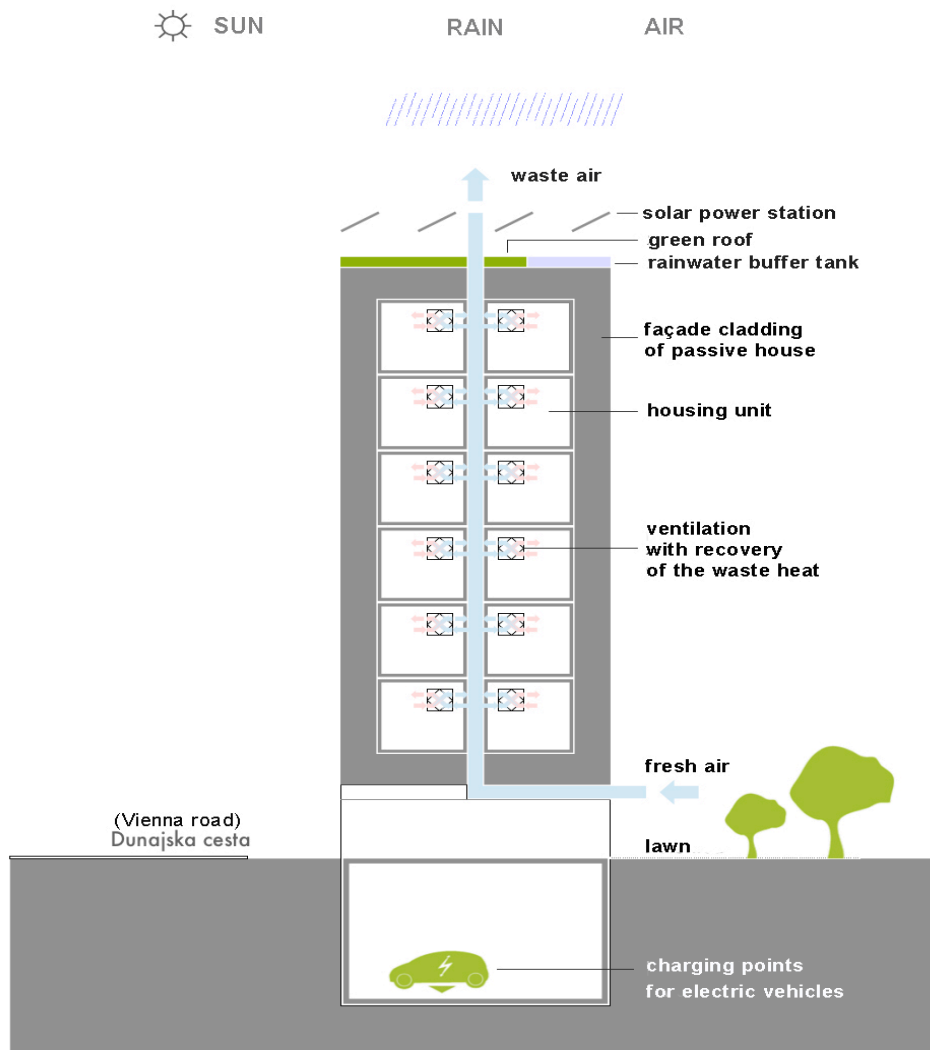 SUN
RAIN
AIR
waste air
solar power station
green roof
rainwater buffer tank
façade cladding
of passive house
housing unit
ventilation
with recovery
of the waste heat
fresh air
(Vienna road)
Dunajska cesta
lawn
charging points
for electric vehicles